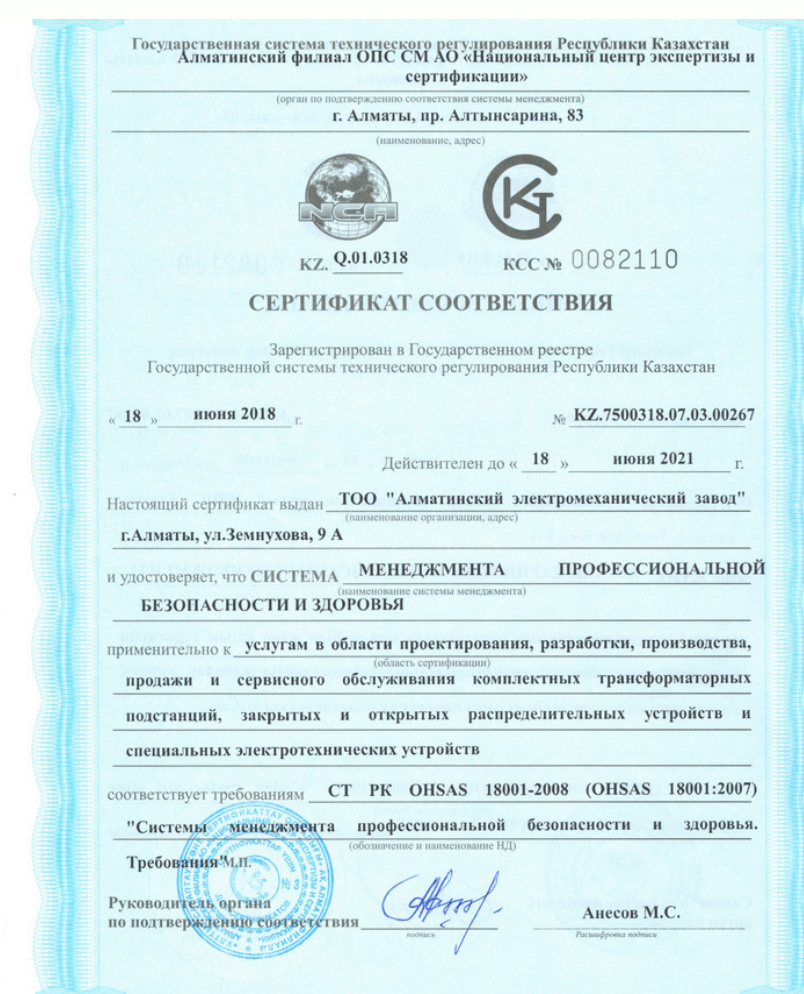 Государственная система технического регулирования Республики Казахстан
Алматинский филиал ОПС СМ АО «Национальный центр экспертизы и
сертификации»
(орган по подтверждению соответствия системы менеджмента)
г. Алматы, пр. Алтынсарина, 83
(наименование, адрес)
NCA
KZ. Q.01.0318
КСС № 0082110
СЕРТИФИКАТ СООТВЕТСТВИЯ
Зарегистрирован в Государственном реестре
Государственной системы технического регулирования Республики Казахстан
« 18 » июня 2018 г.
№ KZ.7500318.07.03.00267
Действителен до « 18 » июня 2021 г.
Настоящий сертификат выдан ТОО "Алматинский электромеханический завод"
(наименование организации, адрес)
г.Алматы, ул.Земнухова, 9 А
и удостоверяет, что СИСТЕМА МЕНЕДЖМЕНТА ПРОФЕССИОНАЛЬНОЙ
(наименование системы менеджмента)
БЕЗОПАСНОСТИ И ЗДОРОВЬЯ
применительно к услугам в области проектирования, разработки, производства,
(область сертификации)
продажи и сервисного обслуживания комплектных трансформаторных
подстанций, закрытых и открытых распределительных устройств и
специальных электротехнических устройств
соответствует требованиям СТ РК OHSAS 18001-2008 (OHSAS 18001:2007)
"Системы менеджмента профессиональной безопасности и здоровья.
(обозначение и наименование НД)
Требования" М.П.
№ 3
Руководитель органа
по подтверждению соответствия
подпись
Анесов М.С.
Расшифровка подписи